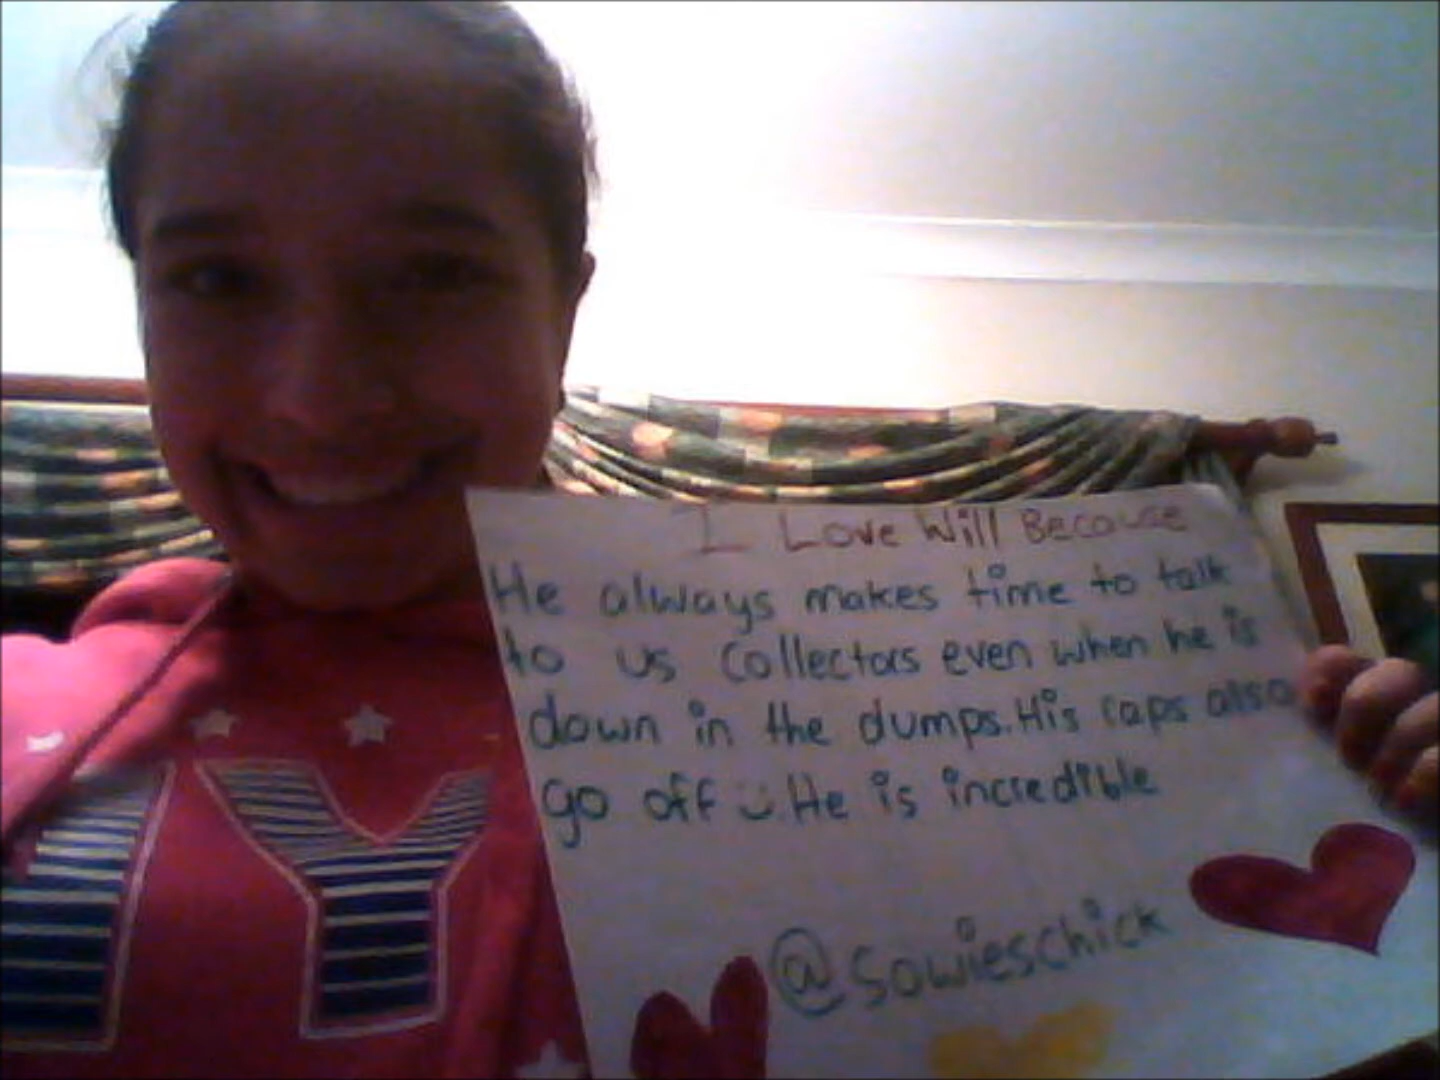 I Love Will Because
He always makes time to talk
to us collectors even when he is
down in the dumps. His caps also
go off :). He is incredible
@sowieschick
Y